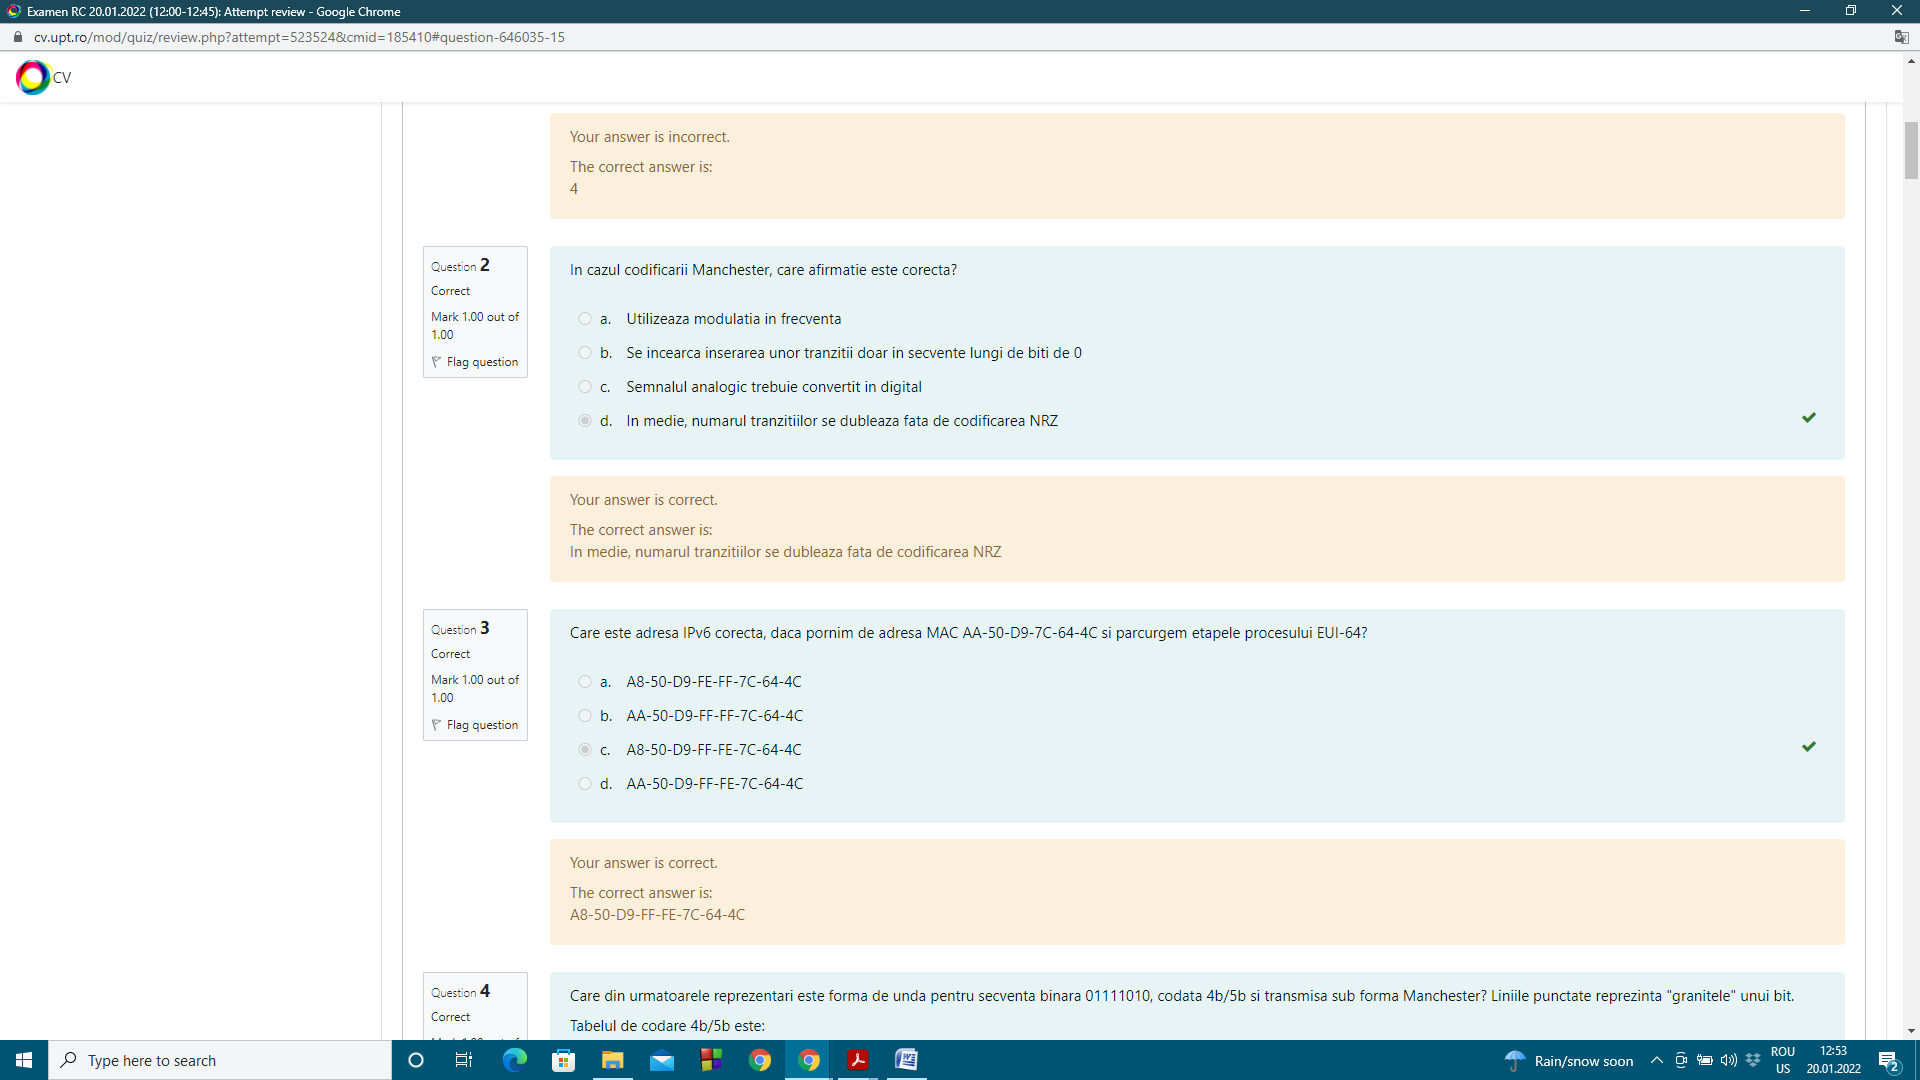 Examen RC 20.01.2022 (12:00-12:45): Attempt review - Google Chrome
cv.upt.ro/mod/quiz/review.php?attempt=523524&cmid=185410#question-646035-15
CV
Your answer is incorrect.
The correct answer is:
4
Question 2
Correct
Mark 1.00 out of
1.00
Flag question
In cazul codificarii Manchester, care afirmatie este corecta?
a. Utilizeaza modulatia in frecventa
b. Se incearca inserarea unor tranzitii doar in secvente lungi de biti de 0
c. Semnalul analogic trebuie convertit in digital
d. In medie, numarul tranzitiilor se dubleaza fata de codificarea NRZ
Your answer is correct.
The correct answer is:
In medie, numarul tranzitiilor se dubleaza fata de codificarea NRZ
Question 3
Correct
Mark 1.00 out of
1.00
Flag question
Care este adresa IPv6 corecta, daca pornim de adresa MAC AA-50-D9-7C-64-4C si parcurgem etapele procesului EUI-64?
a. A8-50-D9-FE-FF-7C-64-4C
b. AA-50-D9-FF-FF-7C-64-4C
c. A8-50-D9-FF-FE-7C-64-4C
d. AA-50-D9-FF-FE-7C-64-4C
Your answer is correct.
The correct answer is:
A8-50-D9-FF-FE-7C-64-4C
Question 4
Correct
Care din urmatoarele reprezentari este forma de unda pentru secventa binara 01111010, codata 4b/5b si transmisa sub forma Manchester? Liniile punctate reprezinta "granitele" unui bit.
Tabelul de codare 4b/5b este:
Type here to search
Rain/snow soon
ROU
US
12:53
20.01.2022
2